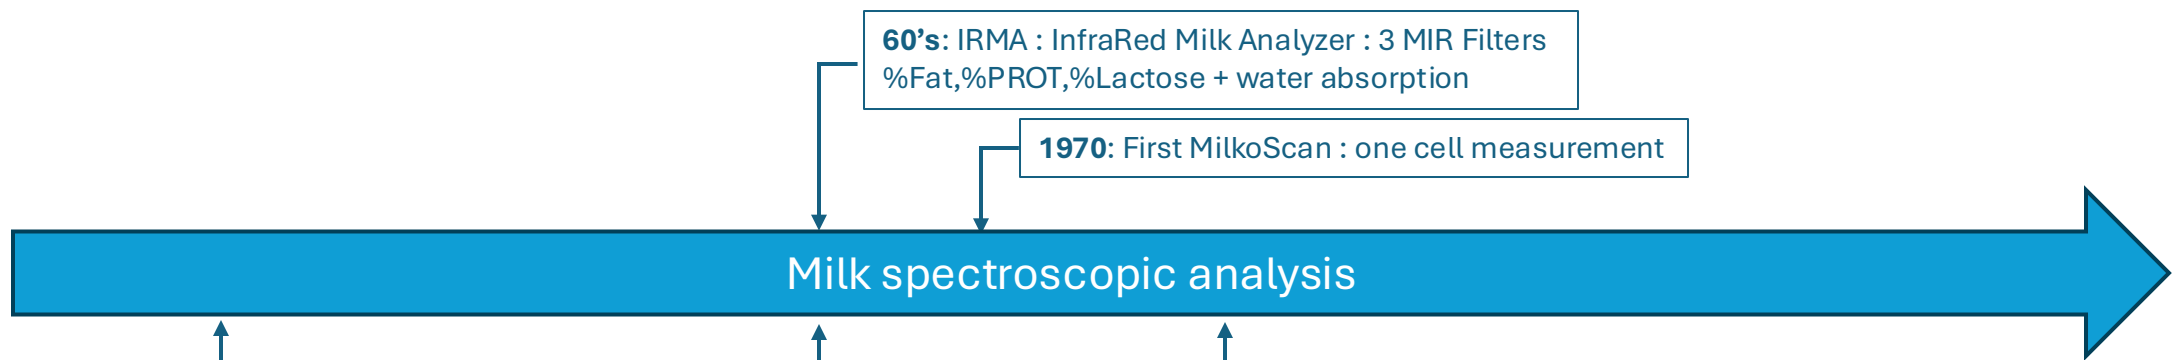 60’s: IRMA : InfraRed Milk Analyzer : 3 MIR Filters
%Fat,%PROT,%Lactose + water absorption
1970: First MilkoScan : one cell measurement
Milk spectroscopic analysis